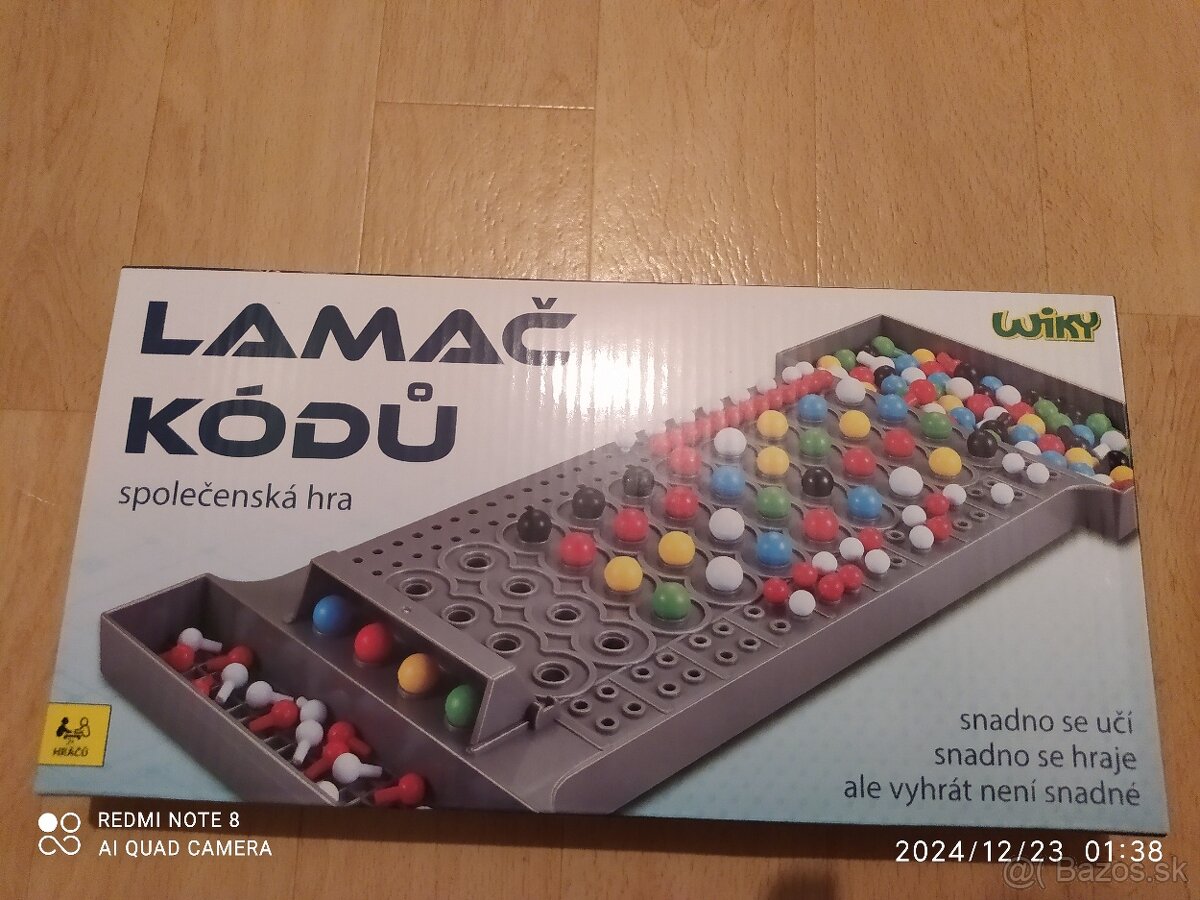 LAMAČ
KÓDŮ
společenská hra
wiky
HRÁČŮ
snadno se učí
snadno se hraje
ale vyhrát není snadné
REDMI NOTE 8
AI QUAD CAMERA
2024/12/23 01:38
Bazos.sk